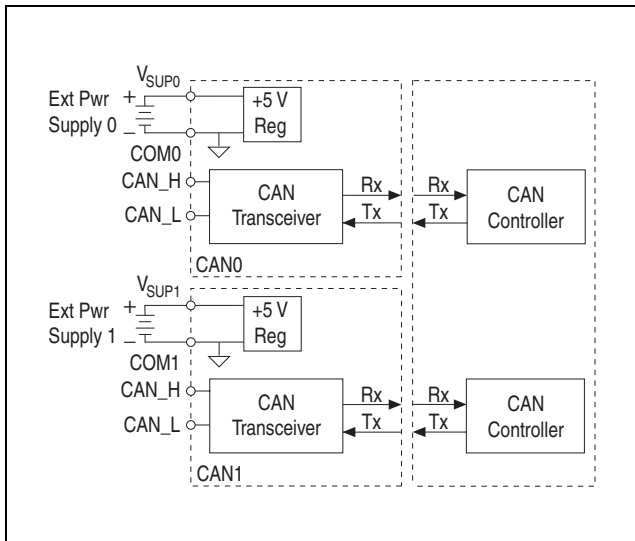 VSUP0
Ext Pwr
Supply 0
+
–
+5 V
Reg
COM0
CAN_H
CAN_L
CAN
Transceiver
Rx
Tx
Rx
Tx
CAN
Controller
CAN0
VSUP1
Ext Pwr
Supply 1
+
–
+5 V
Reg
COM1
CAN_H
CAN_L
CAN
Transceiver
Rx
Tx
Rx
Tx
CAN
Controller
CAN1